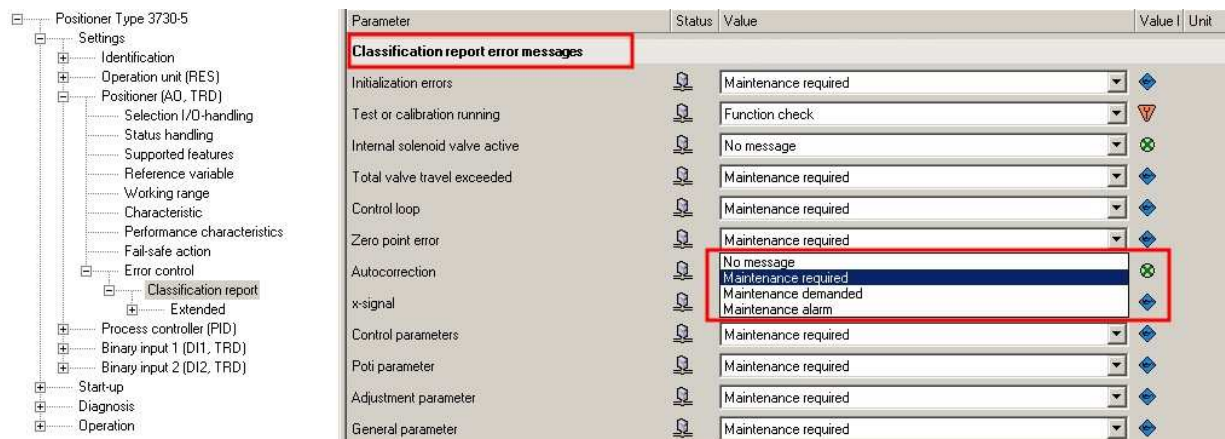 Positioner Type 3730-5
Settings
Identification
Operation unit (RES)
Positioner (AO, TRD)
Selection I/O-handling
Status handling
Supported features
Reference variable
Working range
Characteristic
Performance characteristics
Fail-safe action
Error control
Classification report
Extended
Process controller (PID)
Binary input 1 (DI1, TRD)
Binary input 2 (DI2, TRD)
Start-up
Diagnosis
Operation
Parameter Status Value Value I Unit
Classification report error messages
Initialization errors Maintenance required
Test or calibration running Function check
Internal solenoid valve active No message
Total valve travel exceeded Maintenance required
Control loop Maintenance required
Zero point error Maintenance required
No message
Autocorrection Maintenance required
Maintenance demanded
x-signal Maintenance alarm
Control parameters Maintenance required
Poti parameter Maintenance required
Adjustment parameter Maintenance required
General parameter Maintenance required